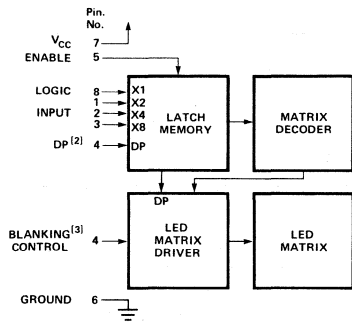 Pin.
No.
V_CC 7
ENABLE 5
LOGIC 8 X1
1 X2
INPUT 2 X4
3 X8
DP[2] 4 DP
LATCH
MEMORY
MATRIX
DECODER
DP
BLANKING[3]
CONTROL 4
LED
MATRIX
DRIVER
LED
MATRIX
GROUND 6